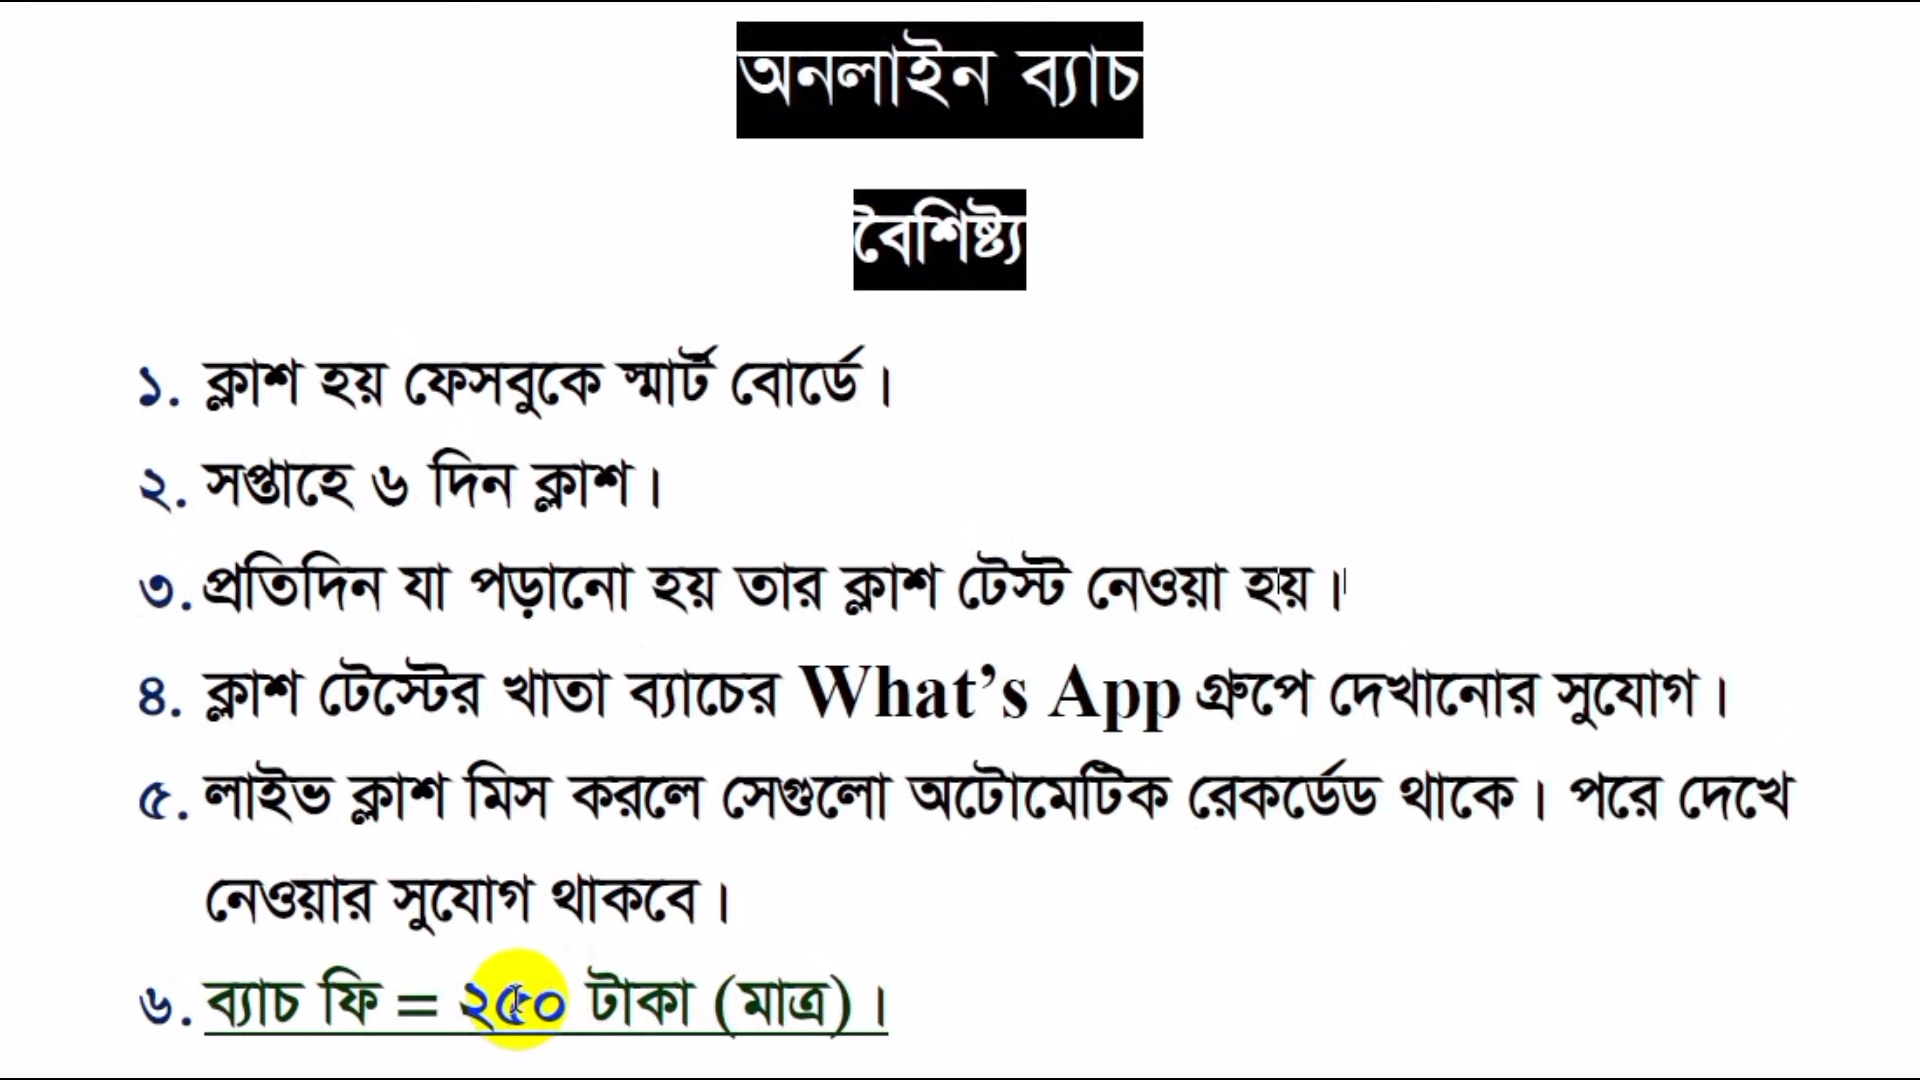 অনলাইন ব্যাচ
বৈশিষ্ট্য
১. ক্লাশ হয় ফেসবুকে স্মার্ট বোর্ডে।
২. সপ্তাহে ৬ দিন ক্লাশ।
৩. প্রতিদিন যা পড়ানো হয় তার ক্লাশ টেস্ট নেওয়া হয়।
৪. ক্লাশ টেস্টের খাতা ব্যাচের What’s App গ্রুপে দেখানোর সুযোগ।
৫. লাইভ ক্লাশ মিস করলে সেগুলো অটোমেটিক রেকর্ডেড থাকে। পরে দেখে
নেওয়ার সুযোগ থাকবে।
৬. ব্যাচ ফি = ২৫০ টাকা (মাত্র)।